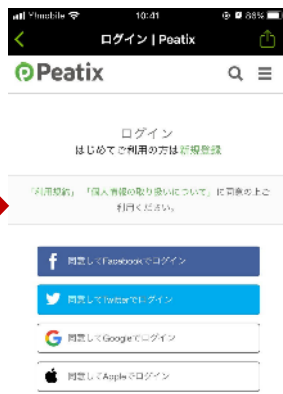 Y!mobile 10:41 88%
ログイン | Peatix
Peatix
ログイン
はじめてご利用の方は新規登録
「利用規約」「個人情報の取り扱いについて」に同意の上ご
利用ください。
同意してFacebookでログイン
同意してTwitterでログイン
同意してGoogleでログイン
同意してAppleでログイン